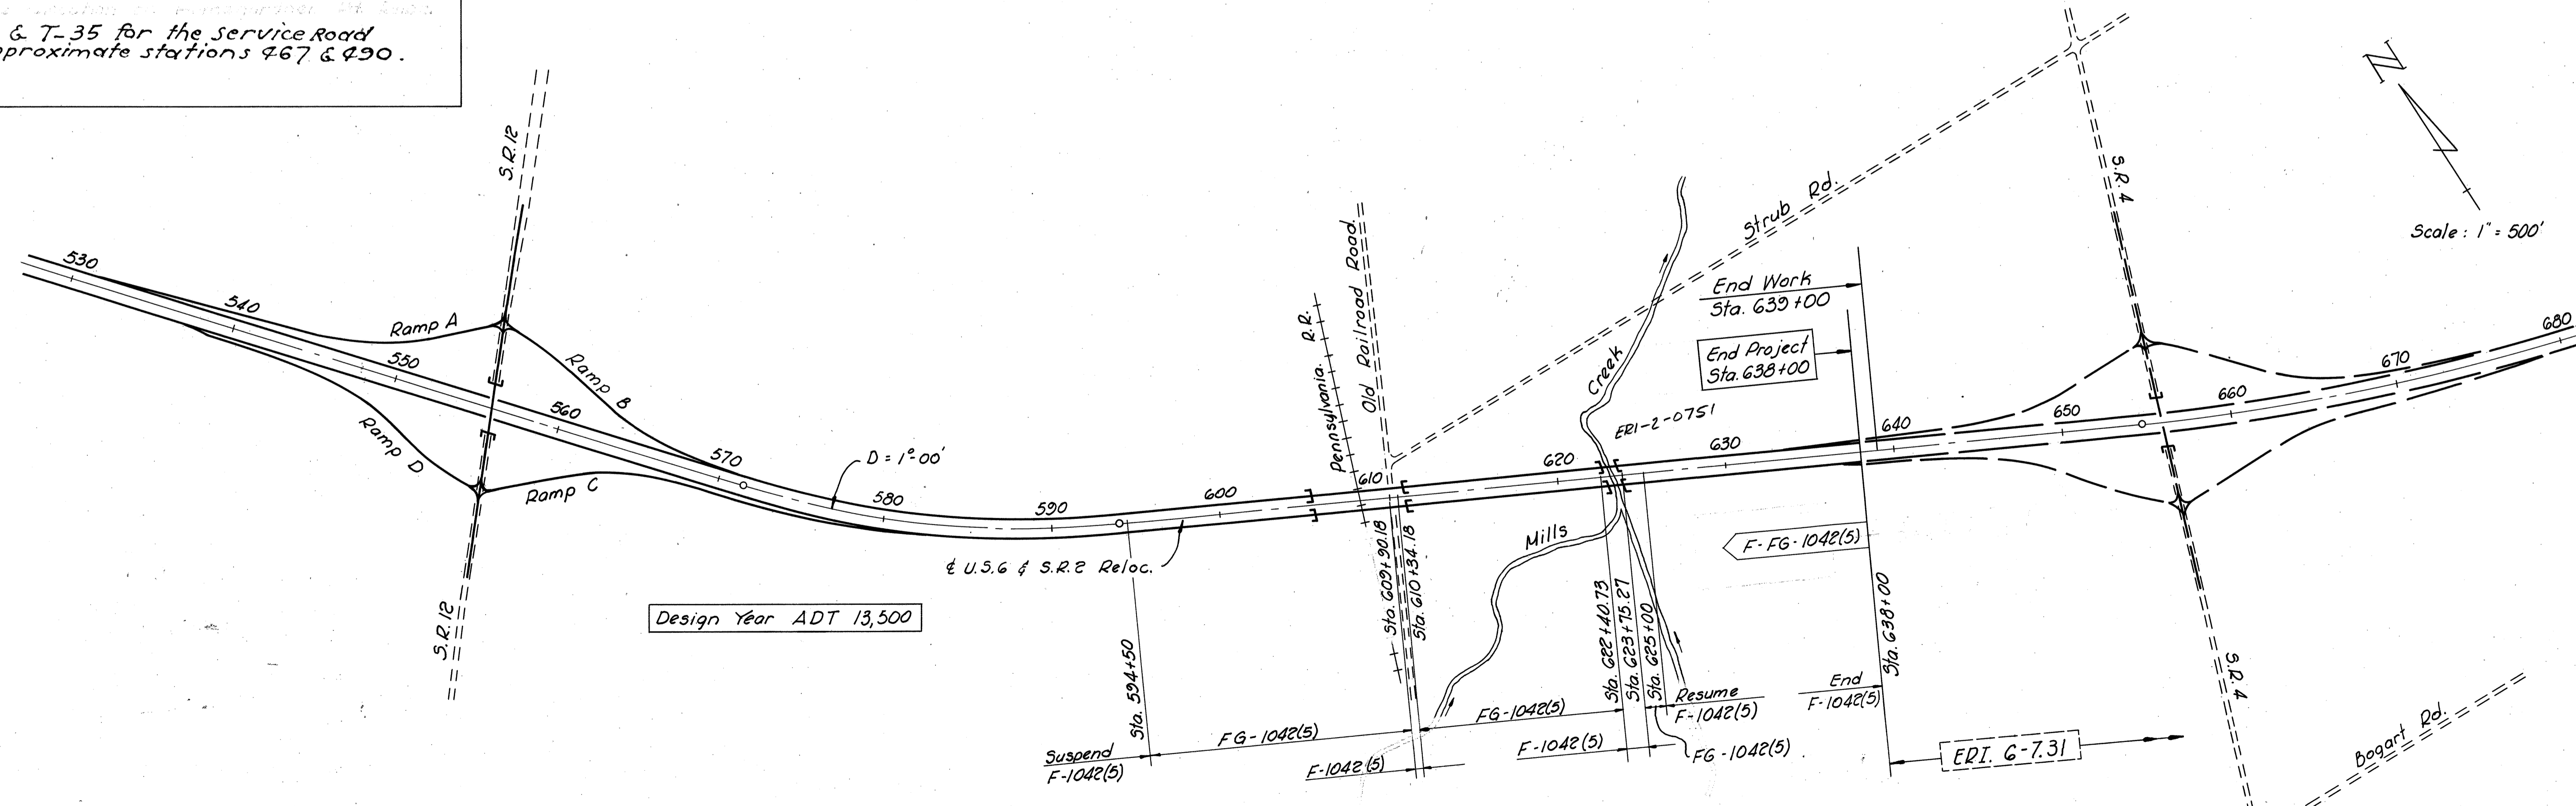 & T-35 for the service Road
proximate stations 467 & 490.
S.R.12
N
Scale: 1" = 500'
530
540
550
560
570
580
590
600
610
620
630
640
650
660
670
680
Ramp A
Ramp B
Ramp C
Ramp D
S.R.12
D = 1°-00'
℄ U.S.6 & S.R.2 Reloc.
Design Year ADT 13,500
Pennsylvania. R.R.
Old Railroad Road.
Strub Rd.
Creek
Mills
ERI-2-0751
End Work
Sta. 639+00
End Project
Sta. 638+00
F-FG-1042(5)
S.R. 4
S.R. 4
Bogart Rd.
Sta. 594+50
Sta. 609+90.18
Sta. 610+34.18
Sta. 622+40.73
Sta. 623+75.27
Sta. 625+00
Sta. 638+00
Suspend
F-1042(5)
FG-1042(5)
F-1042(5)
FG-1042(5)
F-1042(5)
Resume
F-1042(5)
FG-1042(5)
End
F-1042(5)
ERI. 6-7.31